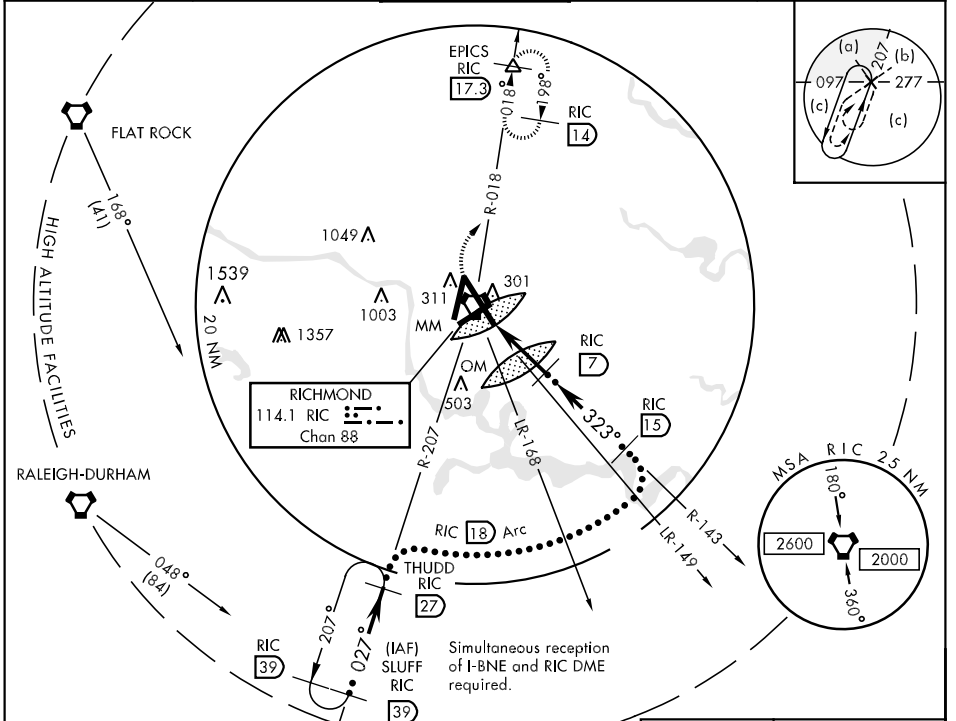 EPICS
RIC
17.3
018°
198°
RIC
14
(a)
207
(b)
097
277
(c)
(c)
FLAT ROCK
168°
(41)
R-018
HIGH ALTITUDE FACILITIES
1049
1539
20 NM
1003
311
301
1357
MM
OM
503
RIC
7
RICHMOND
114.1 RIC
Chan 88
323°
RIC
15
R-207
LR-168
RALEIGH-DURHAM
MSA RIC 25 NM
180°
2600
2000
360°
RIC 18 Arc
R-143
LR-149
048°
(84)
THUDD
RIC
27
207°
027°
RIC
39
(IAF)
SLUFF
RIC
39
Simultaneous reception
of I-BNE and RIC DME
required.